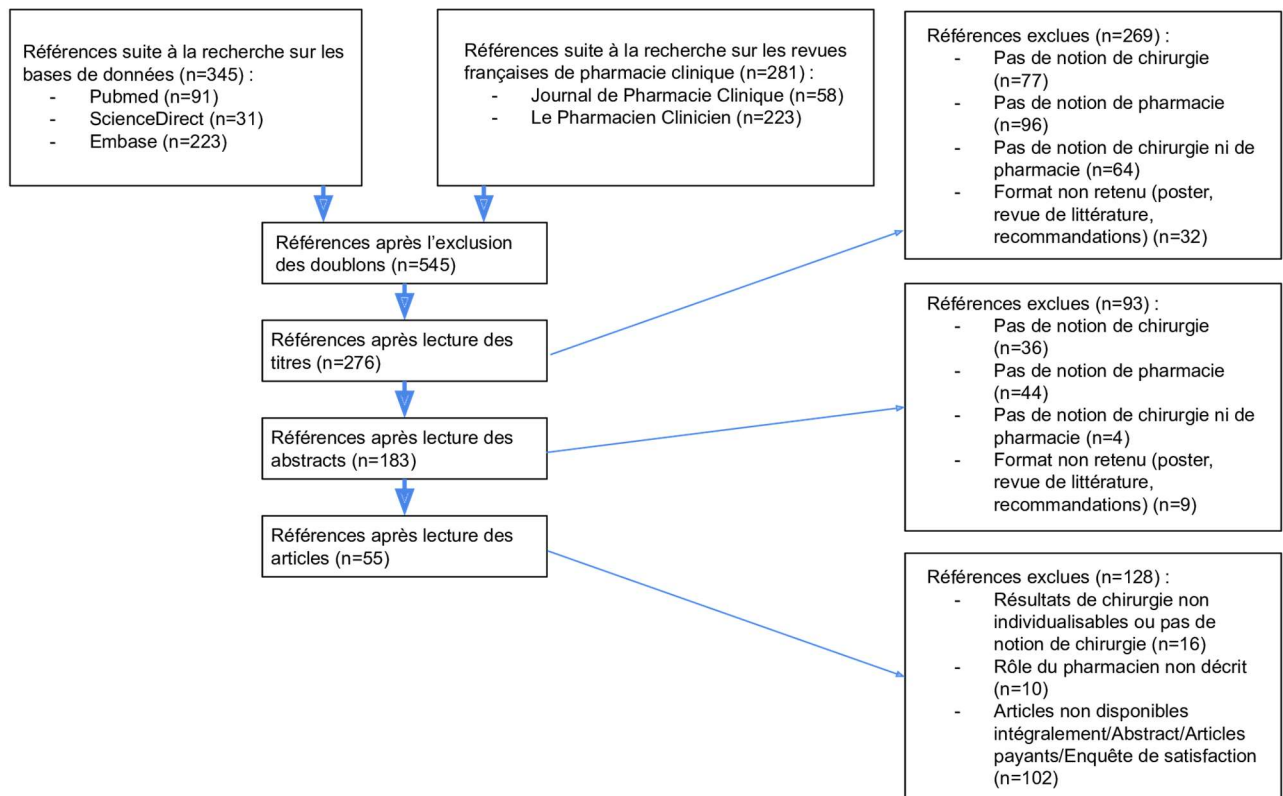 Références suite à la recherche sur les
bases de données (n=345) :
- Pubmed (n=91)
- ScienceDirect (n=31)
- Embase (n=223)
Références suite à la recherche sur les revues
françaises de pharmacie clinique (n=281) :
- Journal de Pharmacie Clinique (n=58)
- Le Pharmacien Clinicien (n=223)
Références après l'exclusion
des doublons (n=545)
Références après lecture des
titres (n=276)
Références après lecture des
abstracts (n=183)
Références après lecture des
articles (n=55)
Références exclues (n=269) :
- Pas de notion de chirurgie
(n=77)
- Pas de notion de pharmacie
(n=96)
- Pas de notion de chirurgie ni de
pharmacie (n=64)
- Format non retenu (poster,
revue de littérature,
recommandations) (n=32)
Références exclues (n=93) :
- Pas de notion de chirurgie
(n=36)
- Pas de notion de pharmacie
(n=44)
- Pas de notion de chirurgie ni de
pharmacie (n=4)
- Format non retenu (poster,
revue de littérature,
recommandations) (n=9)
Références exclues (n=128) :
- Résultats de chirurgie non
individualisables ou pas de
notion de chirurgie (n=16)
- Rôle du pharmacien non décrit
(n=10)
- Articles non disponibles
intégralement/Abstract/Articles
payants/Enquête de satisfaction
(n=102)